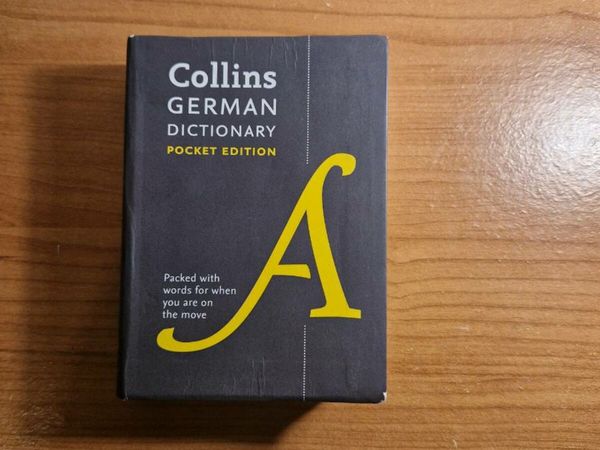 Collins
GERMAN
DICTIONARY
POCKET EDITION
A
Packed with
words for when
you are on
the move